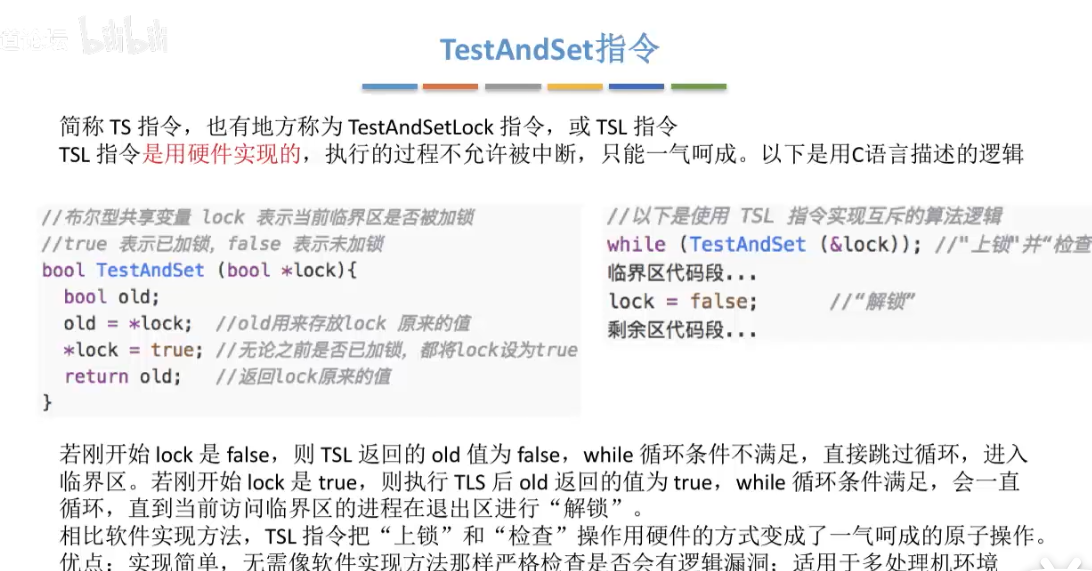 bilibili
TestAndSet指令
简称 TS 指令，也有地方称为 TestAndSetLock 指令，或 TSL 指令
TSL 指令是用硬件实现的，执行的过程不允许被中断，只能一气呵成。以下是用C语言描述的逻辑
//布尔型共享变量 lock 表示当前临界区是否被加锁
//true 表示已加锁，false 表示未加锁
bool TestAndSet (bool *lock){
bool old;
old = *lock; //old用来存放lock 原来的值
*lock = true; //无论之前是否已加锁，都将lock设为true
return old; //返回lock原来的值
}
//以下是使用 TSL 指令实现互斥的算法逻辑
while (TestAndSet (&lock)); //"上锁"并“检查
临界区代码段...
lock = false; //“解锁”
剩余区代码段...
若刚开始 lock 是 false，则 TSL 返回的 old 值为 false，while 循环条件不满足，直接跳过循环，进入
临界区。若刚开始 lock 是 true，则执行 TLS 后 old 返回的值为 true，while 循环条件满足，会一直
循环，直到当前访问临界区的进程在退出区进行“解锁”。
相比软件实现方法，TSL 指令把“上锁”和“检查”操作用硬件的方式变成了一气呵成的原子操作。
优点：实现简单，无需像软件实现方法那样严格检查是否会有逻辑漏洞；适用于多处理机环境